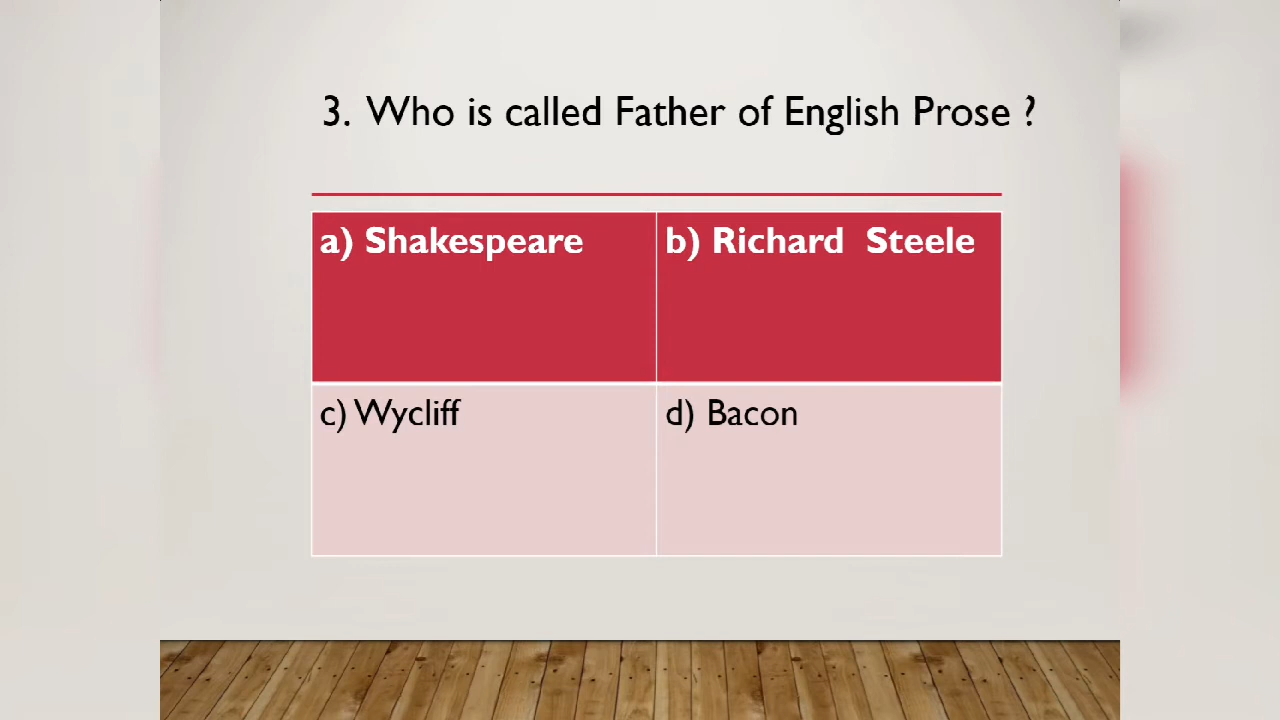 3. Who is called Father of English Prose ?
a) Shakespeare
b) Richard Steele
c) Wycliff
d) Bacon